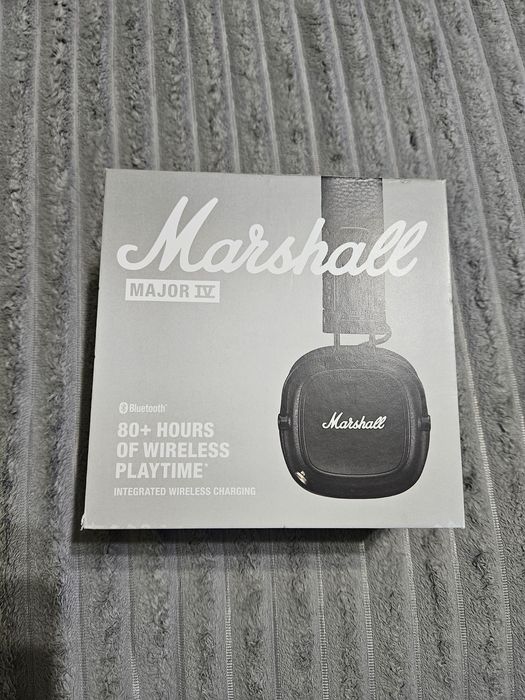 Marshall
MAJOR IV
Bluetooth®
80+ HOURS
OF WIRELESS
PLAYTIME*
INTEGRATED WIRELESS CHARGING
Marshall